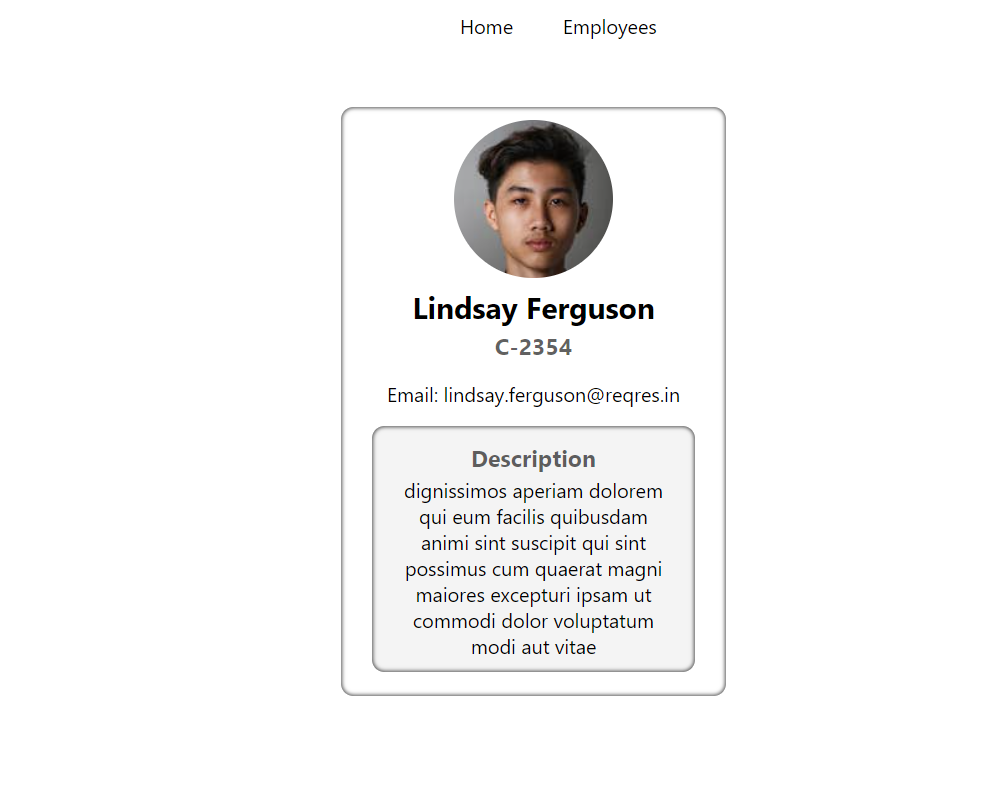 Home Employees
Lindsay Ferguson
C-2354
Email: lindsay.ferguson@reqres.in
Description
dignissimos aperiam dolorem
qui eum facilis quibusdam
animi sint suscipit qui sint
possimus cum quaerat magni
maiores excepturi ipsam ut
commodi dolor voluptatum
modi aut vitae